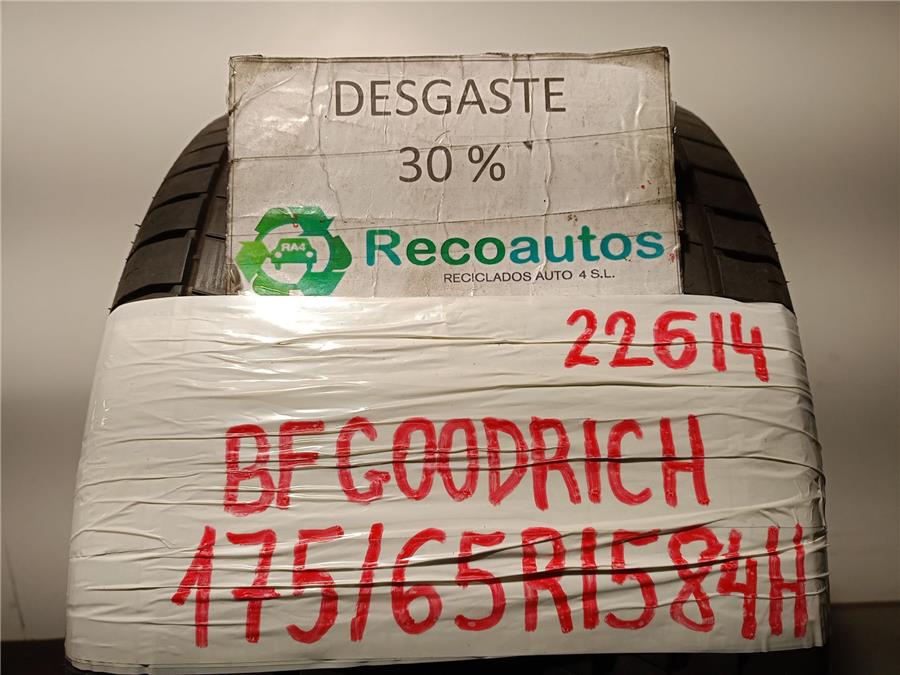 DESGASTE
30 %
RA4
Recoautos
RECICLADOS AUTO 4 S.L.
22614
BFGOODRICH
175/65R1584H